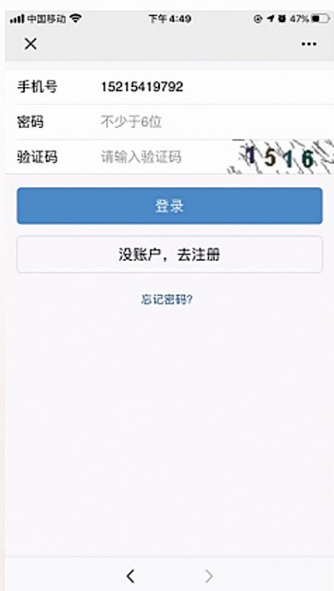 中国移动 下午4:49 47%
手机号 15215419792
密码 不少于6位
验证码 请输入验证码 1516
登录
没账户，去注册
忘记密码?